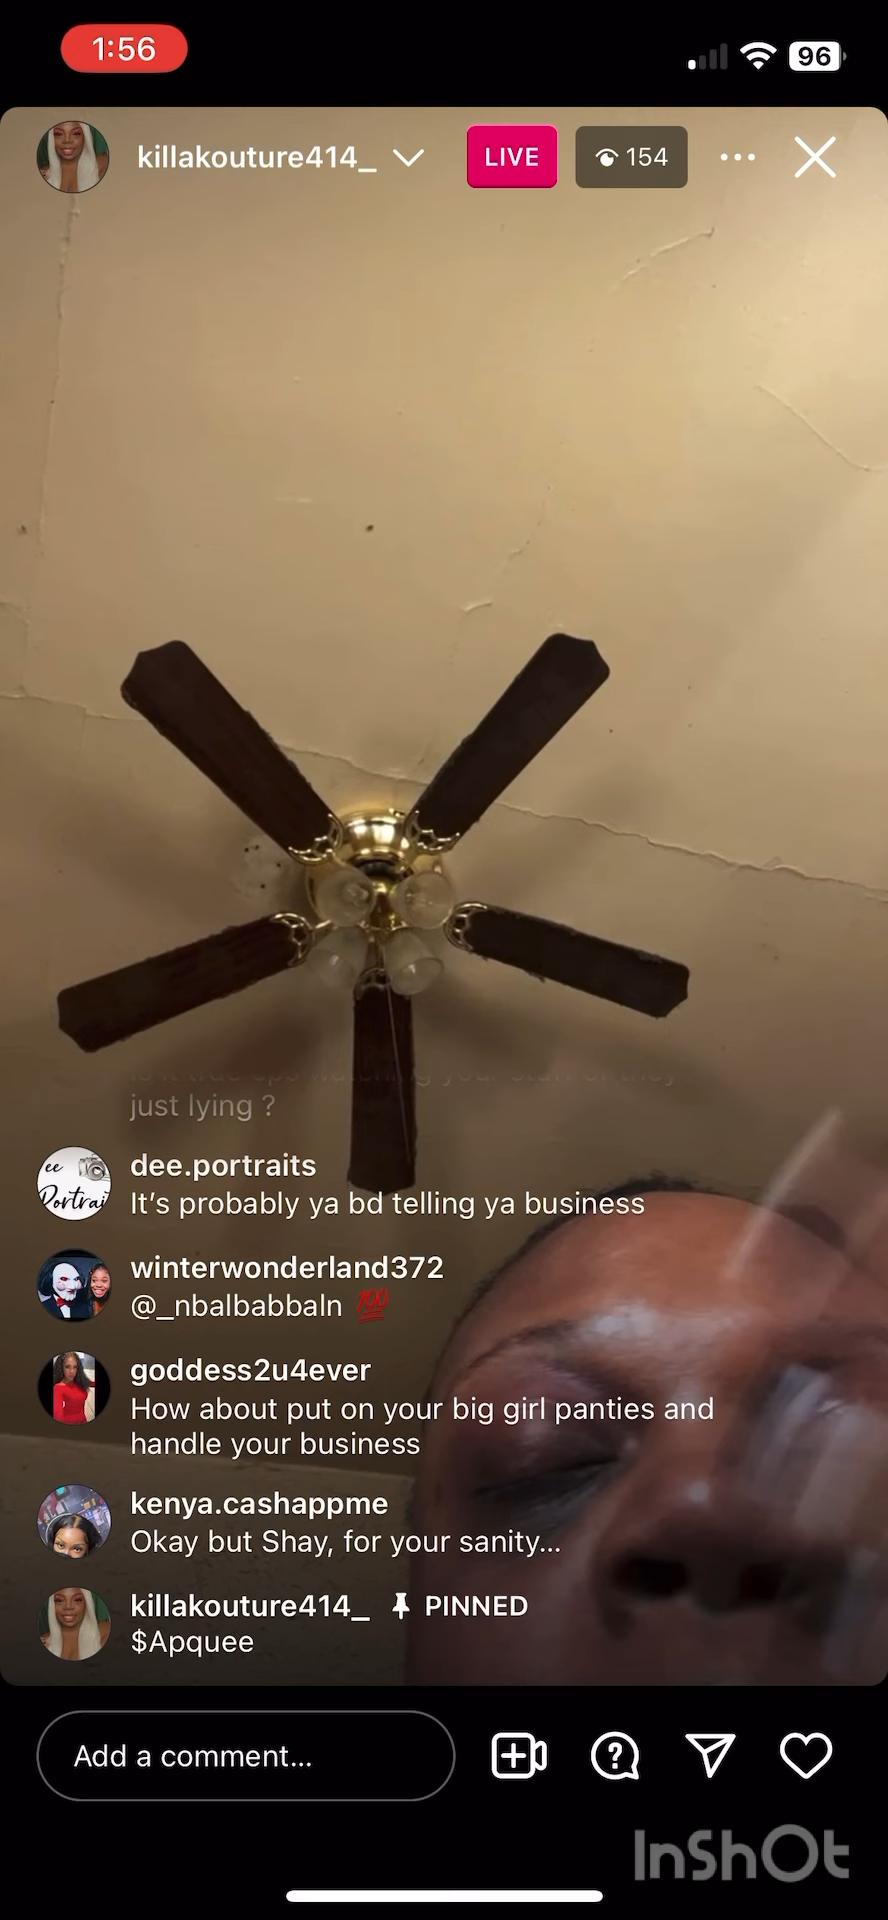 1:56
96
killakouture414_
LIVE
154
just lying ?
dee.portraits
It’s probably ya bd telling ya business
winterwonderland372
@_nbalbabbaln 💯
goddess2u4ever
How about put on your big girl panties and
handle your business
kenya.cashappme
Okay but Shay, for your sanity...
killakouture414_ PINNED
$Apquee
Add a comment...
InShOt